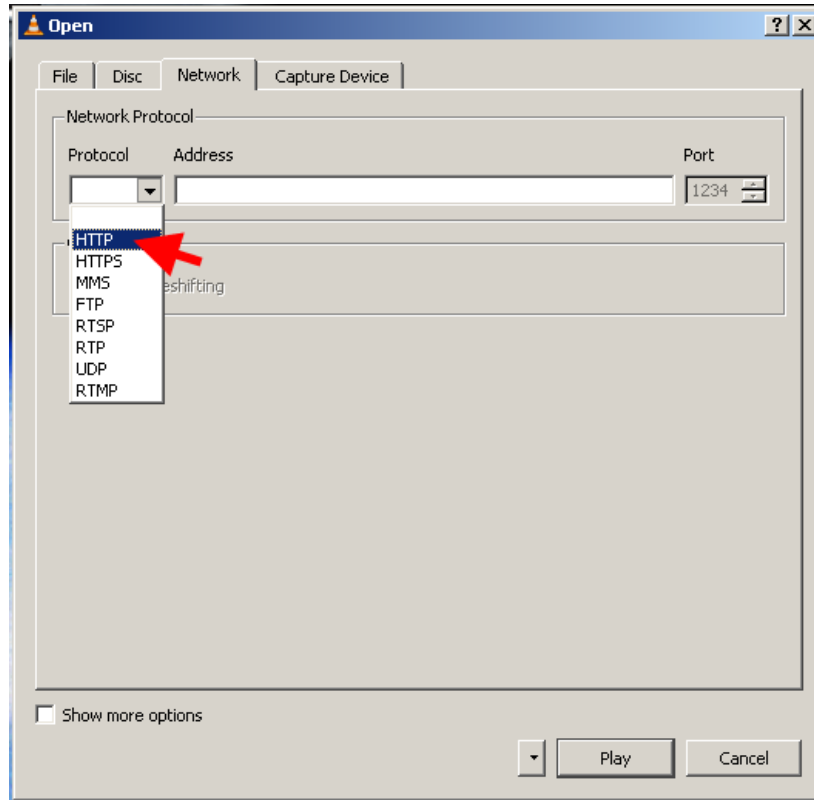 Open
File Disc Network Capture Device
Network Protocol
Protocol Address Port
1234
HTTP
HTTPS
MMS
eshifting
FTP
RTSP
RTP
UDP
RTMP
Show more options
Play Cancel